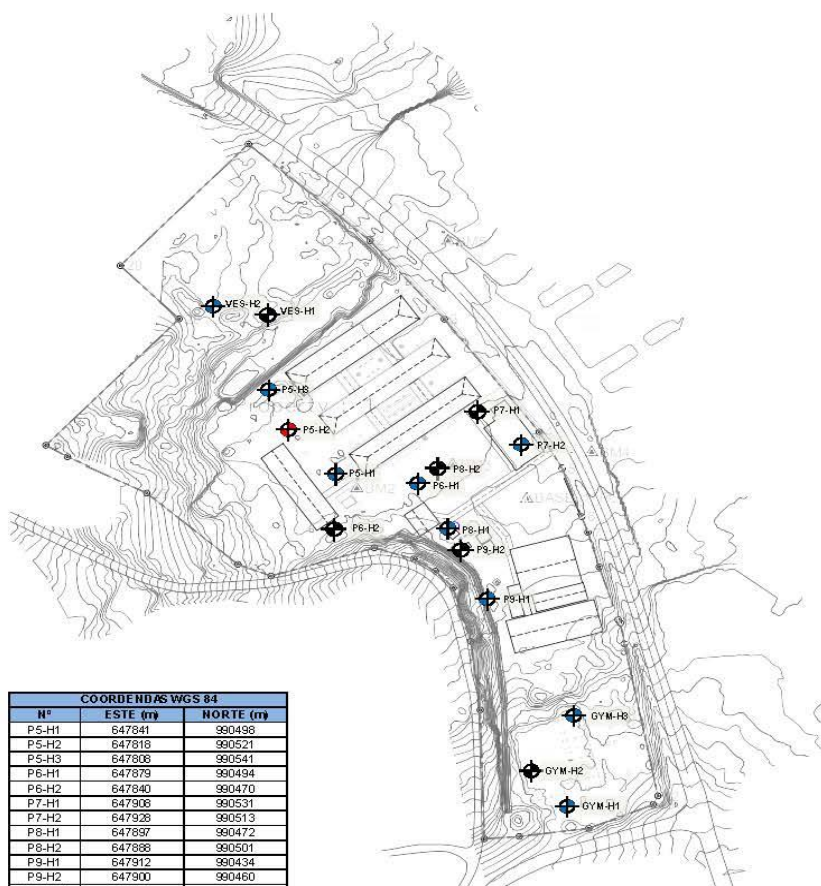 VES-H2
VES-H1
P5-H3
P7-H1
P5-H2
P7-H2
P8-H2
P5-H1
P6-H1
BM2
BASE
P6-H2
P8-H1
P9-H2
P9-H1
GYM-H3
GYM-H2
GYM-H1
COORDENDAS WGS 84
Nº ESTE (m) NORTE (m)
P5-H1 647841 990498
P5-H2 647818 990521
P5-H3 647808 990541
P6-H1 647879 990494
P6-H2 647840 990470
P7-H1 647908 990531
P7-H2 647928 990513
P8-H1 647897 990472
P8-H2 647888 990501
P9-H1 647912 990434
P9-H2 647900 990460